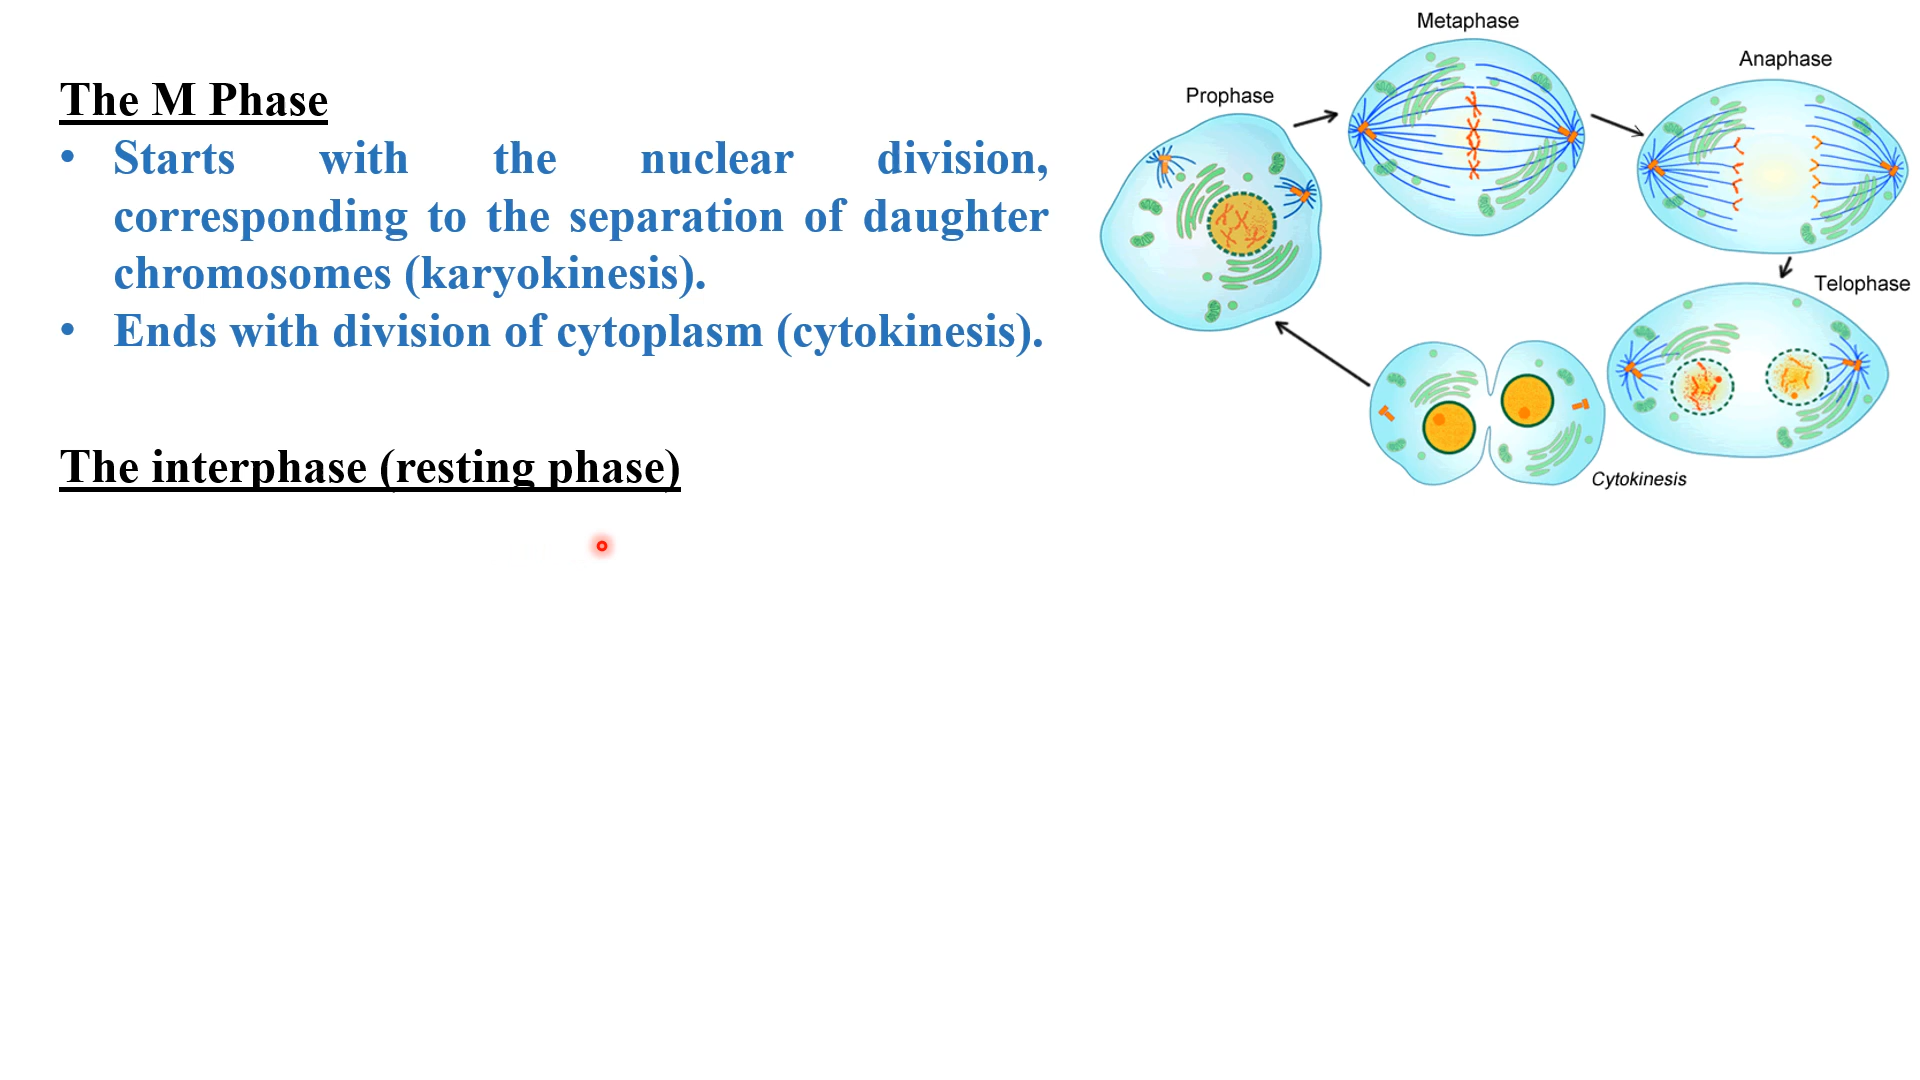 The M Phase
• Starts with the nuclear division,
corresponding to the separation of daughter
chromosomes (karyokinesis).
• Ends with division of cytoplasm (cytokinesis).
The interphase (resting phase)
Metaphase
Anaphase
Prophase
Telophase
Cytokinesis